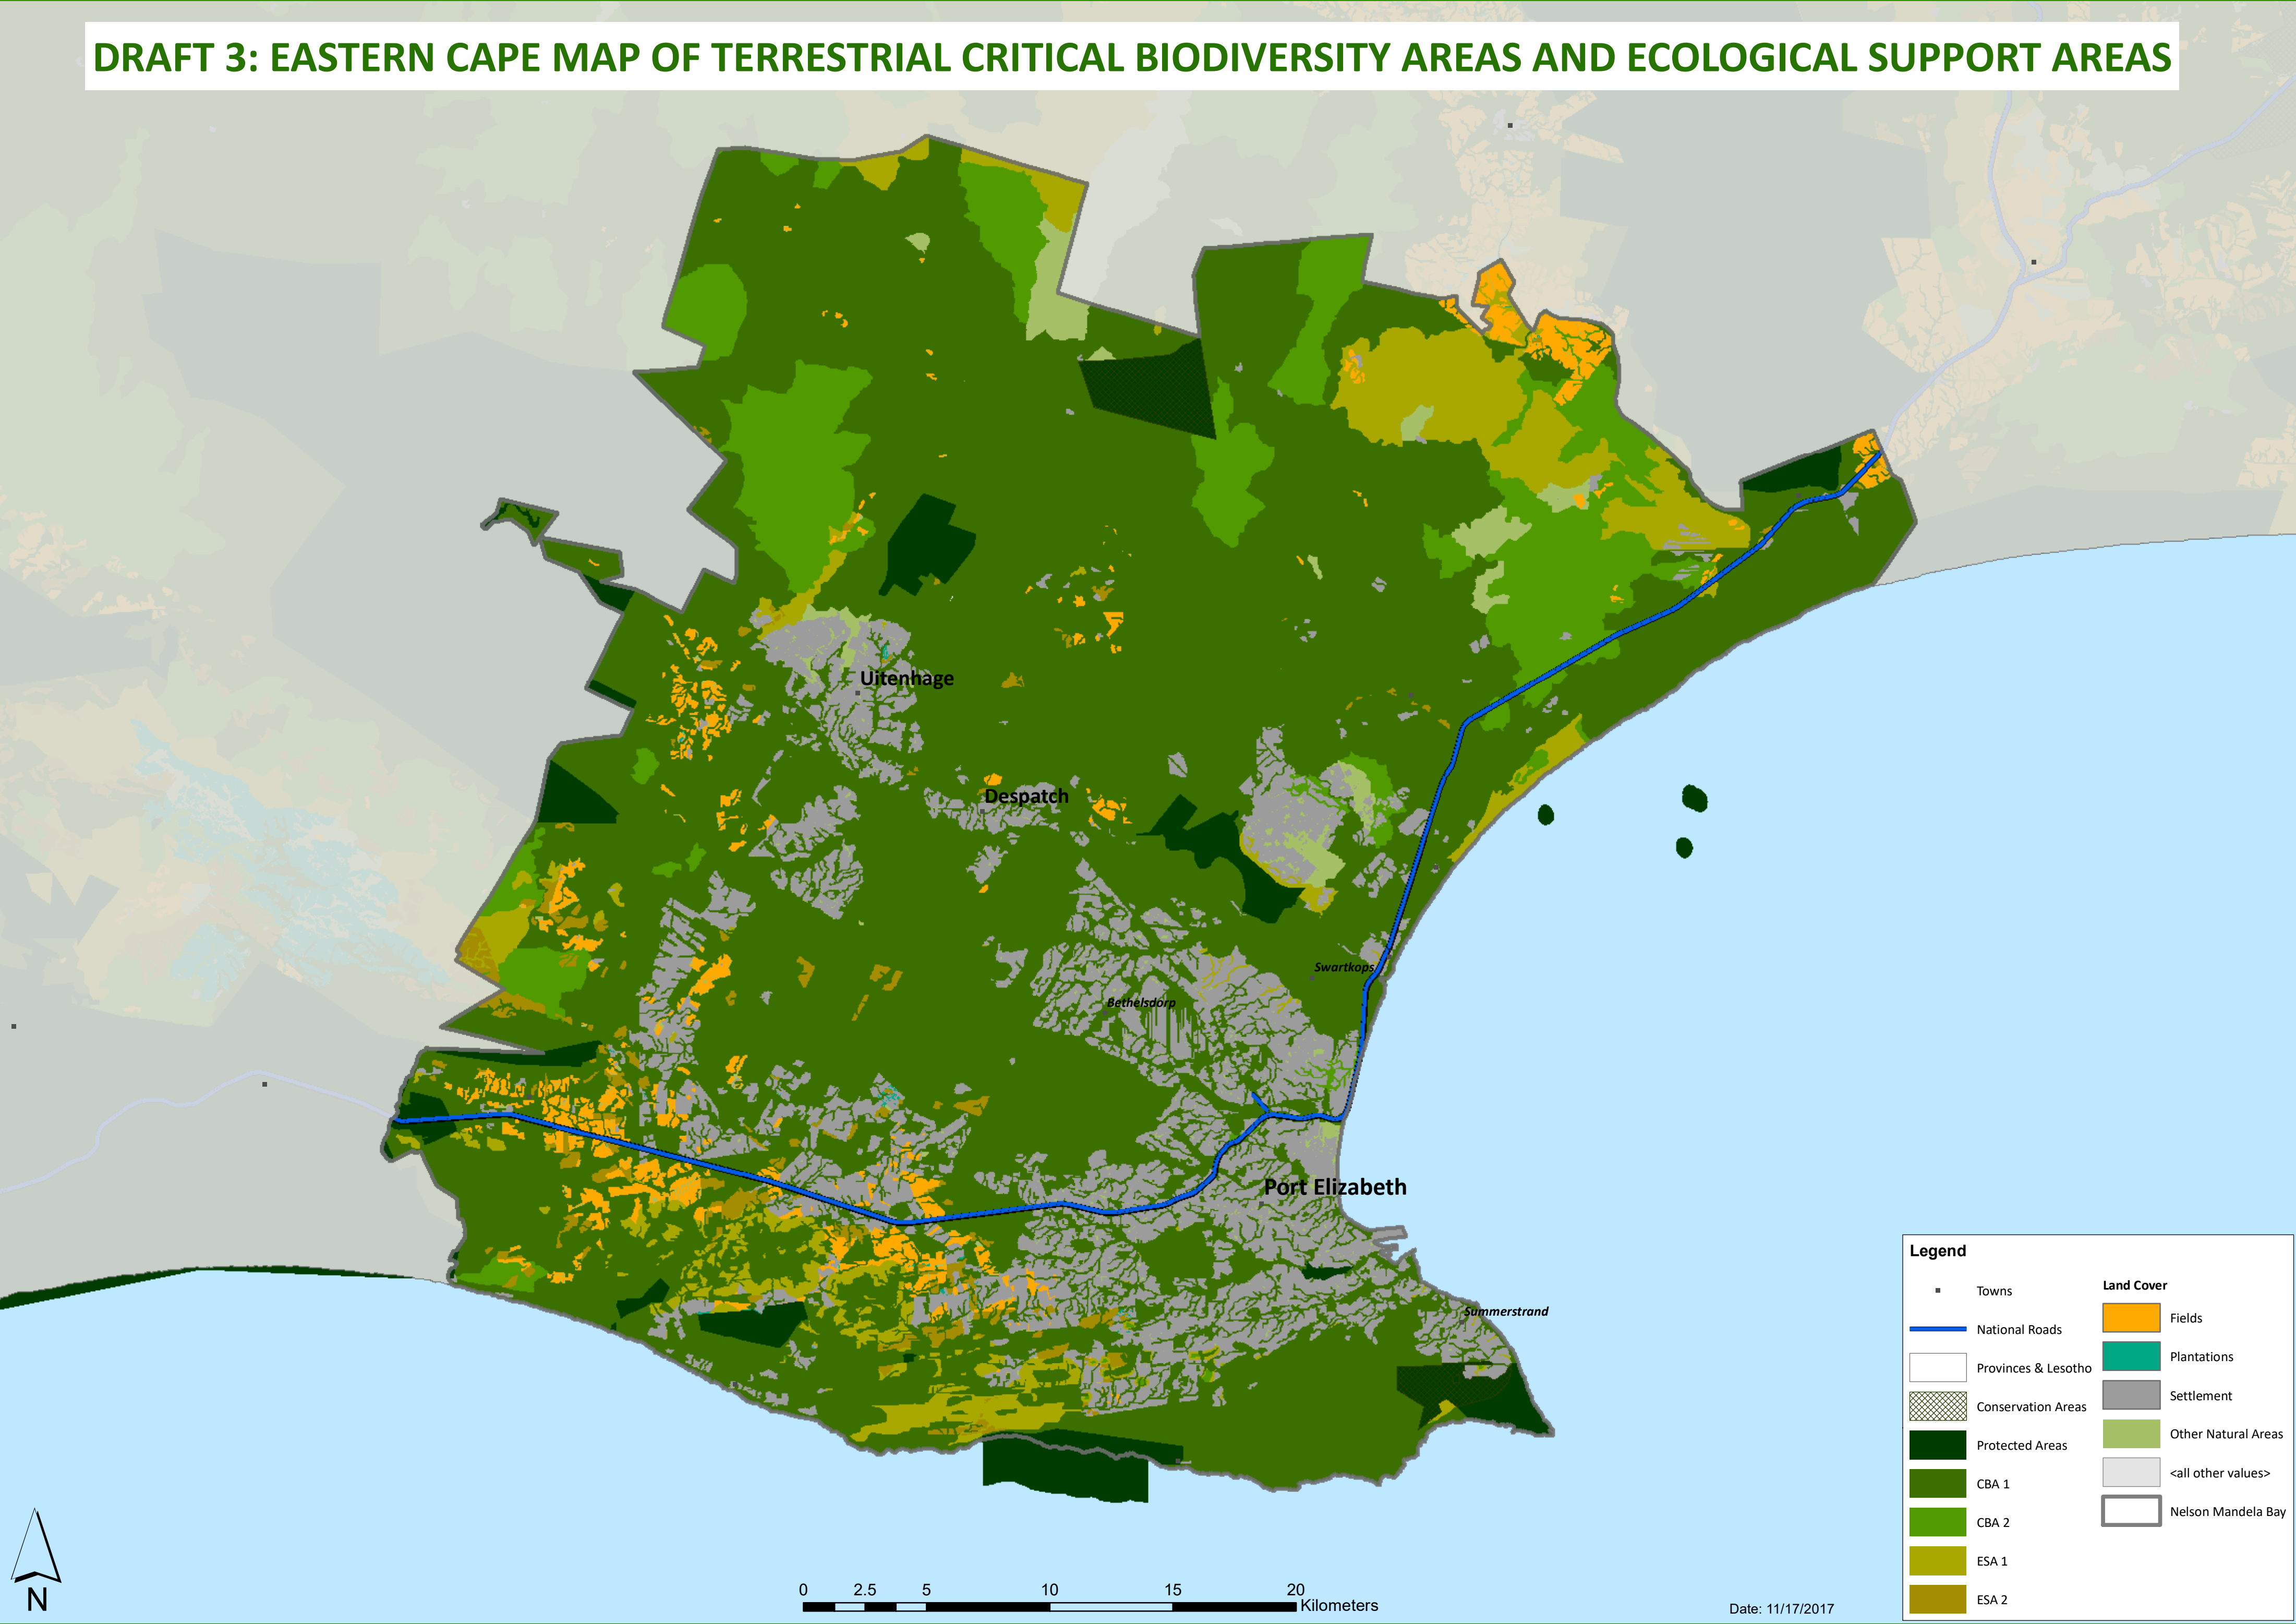 DRAFT 3: EASTERN CAPE MAP OF TERRESTRIAL CRITICAL BIODIVERSITY AREAS AND ECOLOGICAL SUPPORT AREAS
Uitenhage
Despatch
Swartkops
Bethelsdorp
Port Elizabeth
Summerstrand
Legend
Towns
National Roads
Provinces & Lesotho
Conservation Areas
Protected Areas
CBA 1
CBA 2
ESA 1
ESA 2
Land Cover
Fields
Plantations
Settlement
Other Natural Areas
<all other values>
Nelson Mandela Bay
N
0 2.5 5 10 15 20
Kilometers
Date: 11/17/2017